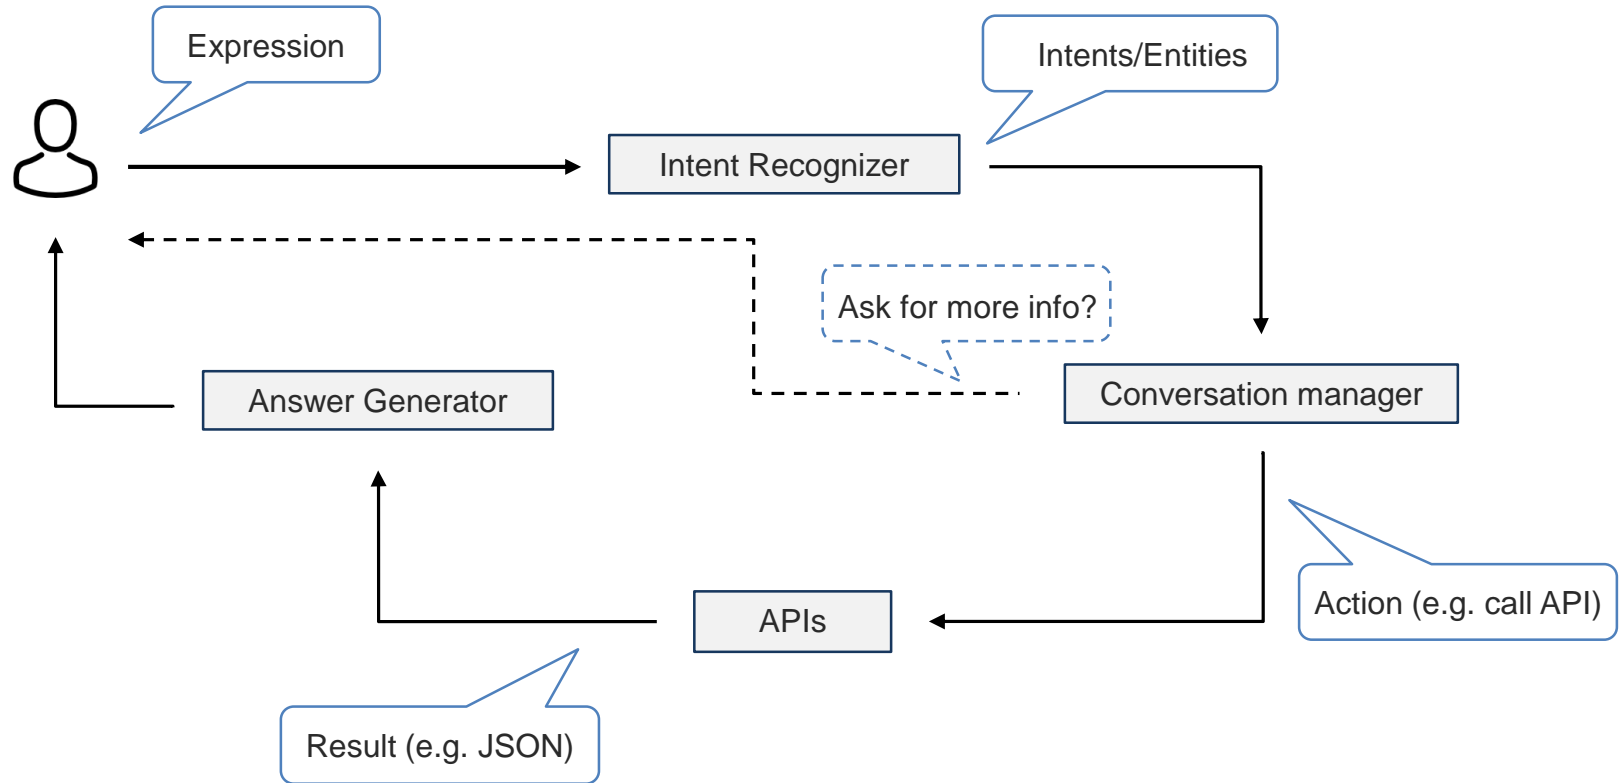 Expression
Intents/Entities
Intent Recognizer
Ask for more info?
Answer Generator
Conversation manager
APIs
Action (e.g. call API)
Result (e.g. JSON)